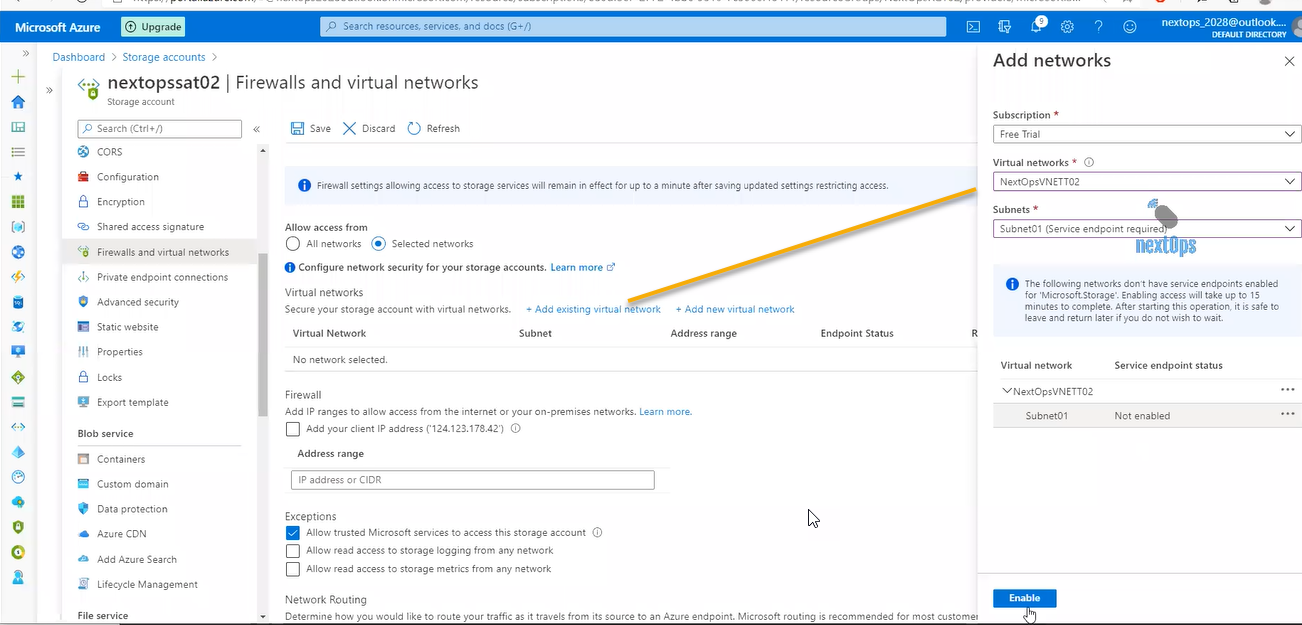 Microsoft Azure
Upgrade
Search resources, services, and docs (G+/)
9
nextops_2028@outlook....
DEFAULT DIRECTORY
Dashboard > Storage accounts >
nextopssat02 | Firewalls and virtual networks
Storage account
Search (Ctrl+/)
CORS
Configuration
Encryption
Shared access signature
Firewalls and virtual networks
Private endpoint connections
Advanced security
Static website
Properties
Locks
Export template
Blob service
Containers
Custom domain
Data protection
Azure CDN
Add Azure Search
Lifecycle Management
File service
Save Discard Refresh
Firewall settings allowing access to storage services will remain in effect for up to a minute after saving updated settings restricting access.
Allow access from
All networks Selected networks
Configure network security for your storage accounts. Learn more
Virtual networks
Secure your storage account with virtual networks. + Add existing virtual network + Add new virtual network
Virtual Network Subnet Address range Endpoint Status R
No network selected.
Firewall
Add IP ranges to allow access from the internet or your on-premises networks. Learn more.
Add your client IP address ('124.123.178.42')
Address range
IP address or CIDR
Exceptions
Allow trusted Microsoft services to access this storage account
Allow read access to storage logging from any network
Allow read access to storage metrics from any network
Network Routing
Determine how you would like to route your traffic as it travels from its source to an Azure endpoint. Microsoft routing is recommended for most custome
Add networks
Subscription *
Free Trial
Virtual networks *
NextOpsVNETT02
Subnets *
Subnet01 (Service endpoint required)
nextOps
The following networks don't have service endpoints enabled
for 'Microsoft.Storage'. Enabling access will take up to 15
minutes to complete. After starting this operation, it is safe to
leave and return later if you do not wish to wait.
Virtual network Service endpoint status
NextOpsVNETT02
Subnet01 Not enabled
Enable